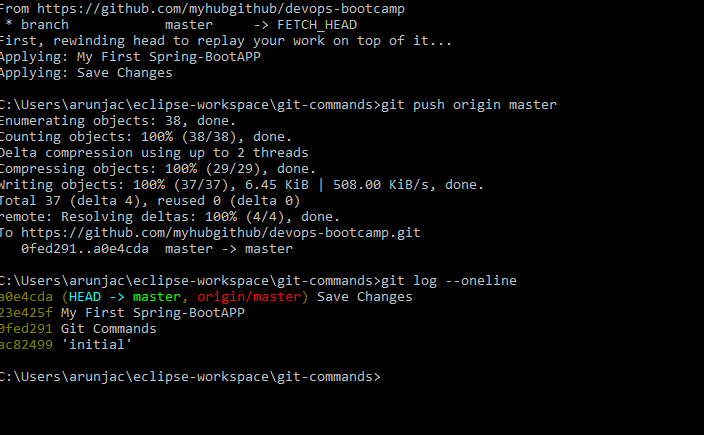 From https://github.com/myhubgithub/devops-bootcamp
 * branch            master     -> FETCH_HEAD
First, rewinding head to replay your work on top of it...
Applying: My First Spring-BootAPP
Applying: Save Changes

C:\Users\arunjac\eclipse-workspace\git-commands>git push origin master
Enumerating objects: 38, done.
Counting objects: 100% (38/38), done.
Delta compression using up to 2 threads
Compressing objects: 100% (29/29), done.
Writing objects: 100% (37/37), 6.45 KiB | 508.00 KiB/s, done.
Total 37 (delta 4), reused 0 (delta 0)
remote: Resolving deltas: 100% (4/4), done.
To https://github.com/myhubgithub/devops-bootcamp.git
   0fed291..a0e4cda  master -> master

C:\Users\arunjac\eclipse-workspace\git-commands>git log --oneline
a0e4cda (HEAD -> master, origin/master) Save Changes
23e425f My First Spring-BootAPP
0fed291 Git Commands
ac82499 'initial'

C:\Users\arunjac\eclipse-workspace\git-commands>